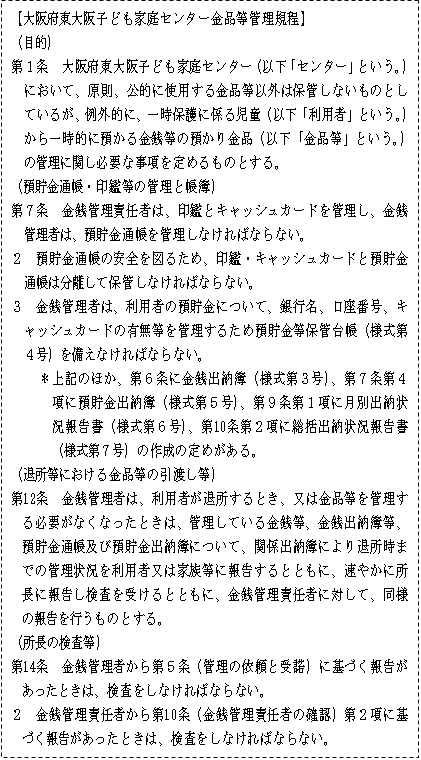 【大阪府東大阪子ども家庭センター金品等管理規程】
（目的）
第１条　大阪府東大阪子ども家庭センター（以下「センター」という。）
において、原則、公的に使用する金品等以外は保管しないものとし
ているが、例外的に、一時保護に係る児童（以下「利用者」という。）
から一時的に預かる金銭等の預かり金品（以下「金品等」という。）
の管理に関し必要な事項を定めるものとする。
（預貯金通帳・印鑑等の管理と帳簿）
第７条　金銭管理責任者は、印鑑とキャッシュカードを管理し、金銭
管理者は、預貯金通帳を管理しなければならない。
２　預貯金通帳の安全を図るため、印鑑・キャッシュカードと預貯金
通帳は分離して保管しなければならない。
３　金銭管理者は、利用者の預貯金について、銀行名、口座番号、キ
ャッシュカードの有無等を管理するため預貯金等保管台帳（様式第
４号）を備えなければならない。
＊上記のほか、第６条に金銭出納簿（様式第３号）、第７条第４
項に預貯金出納簿（様式第５号）、第９条第１項に月別出納状
況報告書（様式第６号）、第10条第２項に総括出納状況報告書
（様式第７号）の作成の定めがある。
（退所等における金品等の引渡し等）
第12条　金銭管理者は、利用者が退所するとき、又は金品等を管理す
る必要がなくなったときは、管理している金銭等、金銭出納簿等、
預貯金通帳及び預貯金出納簿について、関係出納簿により退所時ま
での管理状況を利用者又は家族等に報告するとともに、速やかに所
長に報告し検査を受けるとともに、金銭管理責任者に対して、同様
の報告を行うものとする。
（所長の検査等）
第14条　金銭管理者から第５条（管理の依頼と受諾）に基づく報告が
あったときは、検査をしなければならない。
２　金銭管理責任者から第10条（金銭管理責任者の確認）第２項に基
づく報告があったときは、検査をしなければならない。